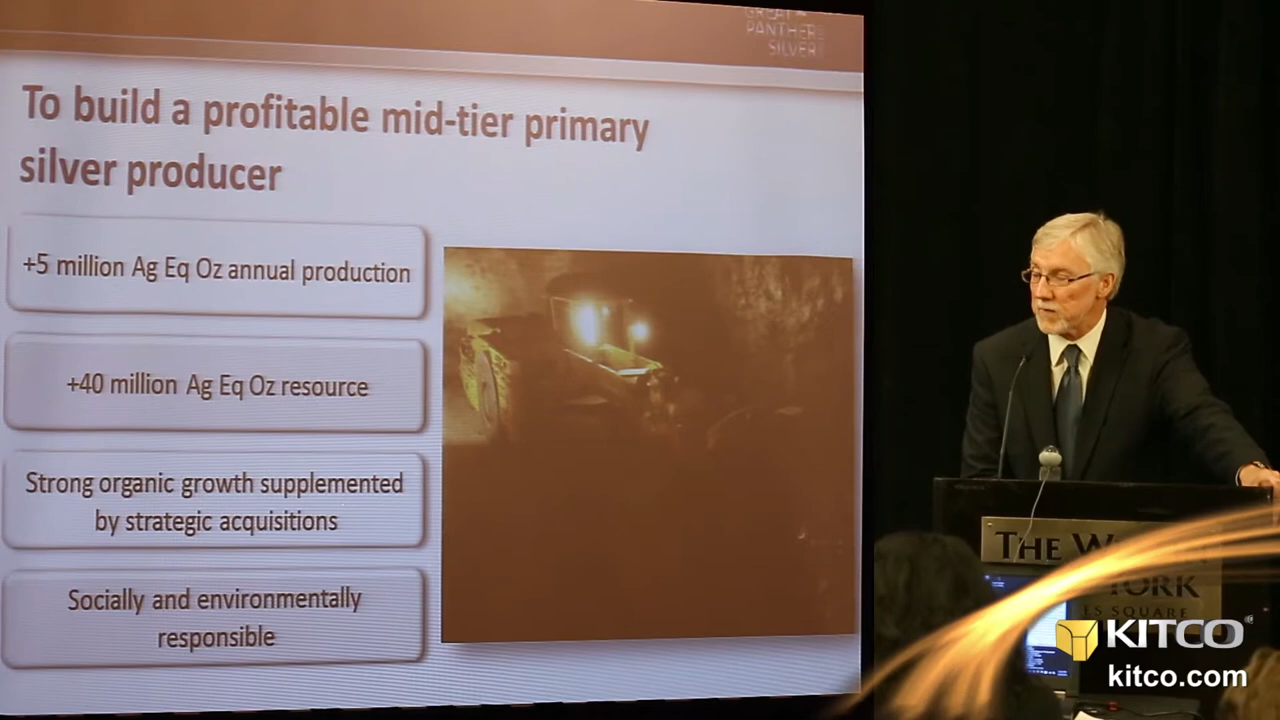 GREAT
PANTHER
SILVER
To build a profitable mid-tier primary
silver producer
+5 million Ag Eq Oz annual production
+40 million Ag Eq Oz resource
Strong organic growth supplemented
by strategic acquisitions
Socially and environmentally
responsible
THE
YORK
SQUARE
KITCO
kitco.com